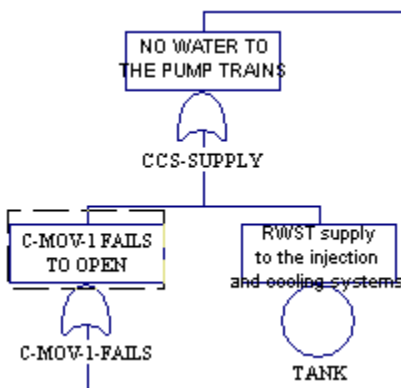 NO WATER TO
THE PUMP TRAINS
CCS-SUPPLY
C-MOV-1 FAILS
TO OPEN
C-MOV-1-FAILS
RWST supply
to the injection
and cooling systems
TANK